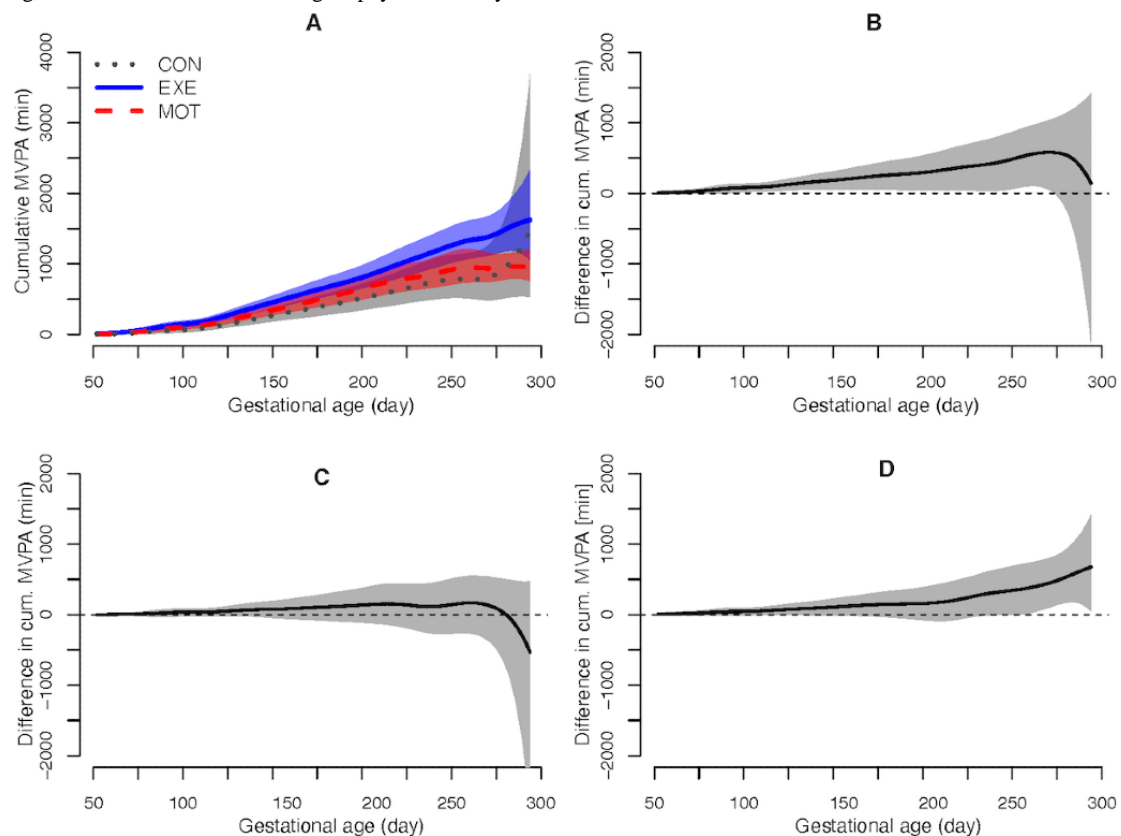 A
Cumulative MVPA (min)
4000
3000
2000
1000
0
CON
EXE
MOT
50 100 150 200 250 300
Gestational age (day)
B
Difference in cum. MVPA (min)
2000
1000
0
-1000
-2000
50 100 150 200 250 300
Gestational age (day)
C
Difference in cum. MVPA (min)
2000
1000
0
-1000
-2000
50 100 150 200 250 300
Gestational age (day)
D
Difference in cum. MVPA [min]
2000
1000
0
-1000
-2000
50 100 150 200 250 300
Gestational age (day)